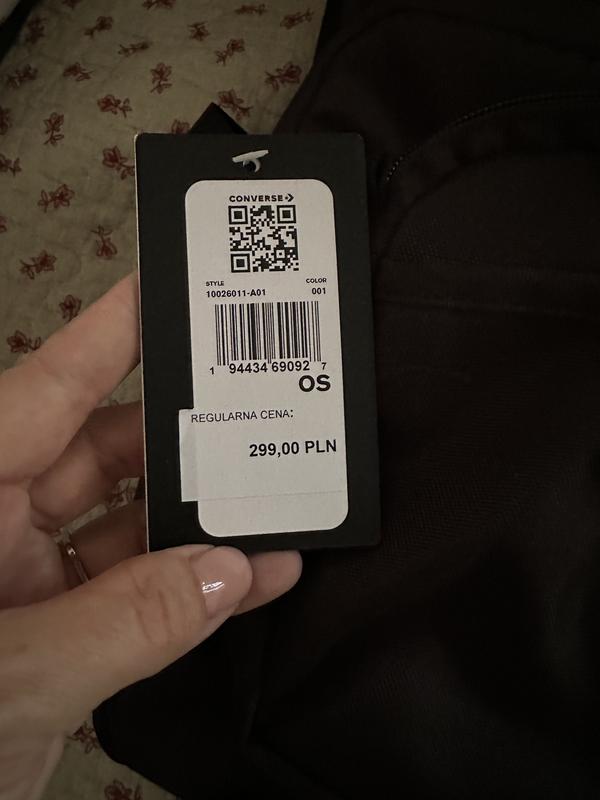 CONVERSE
STYLE COLOR
10026011-A01 001
1 94434 69092 7
OS
REGULARNA CENA:
299,00 PLN